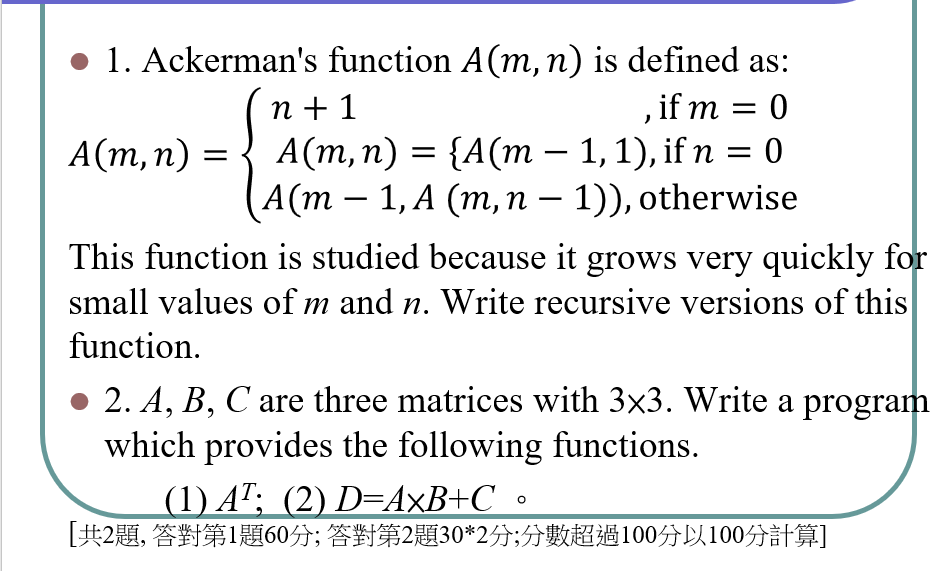 ● 1. Ackerman's function A(m, n) is defined as:
n + 1 , if m = 0
A(m, n) = { A(m, n) = {A(m − 1, 1), if n = 0
A(m − 1, A (m, n − 1)), otherwise
This function is studied because it grows very quickly for
small values of m and n. Write recursive versions of this
function.
● 2. A, B, C are three matrices with 3×3. Write a program
which provides the following functions.
(1) Aᵀ; (2) D=A×B+C 。
[共2題, 答對第1題60分; 答對第2題30*2分;分數超過100分以100分計算]